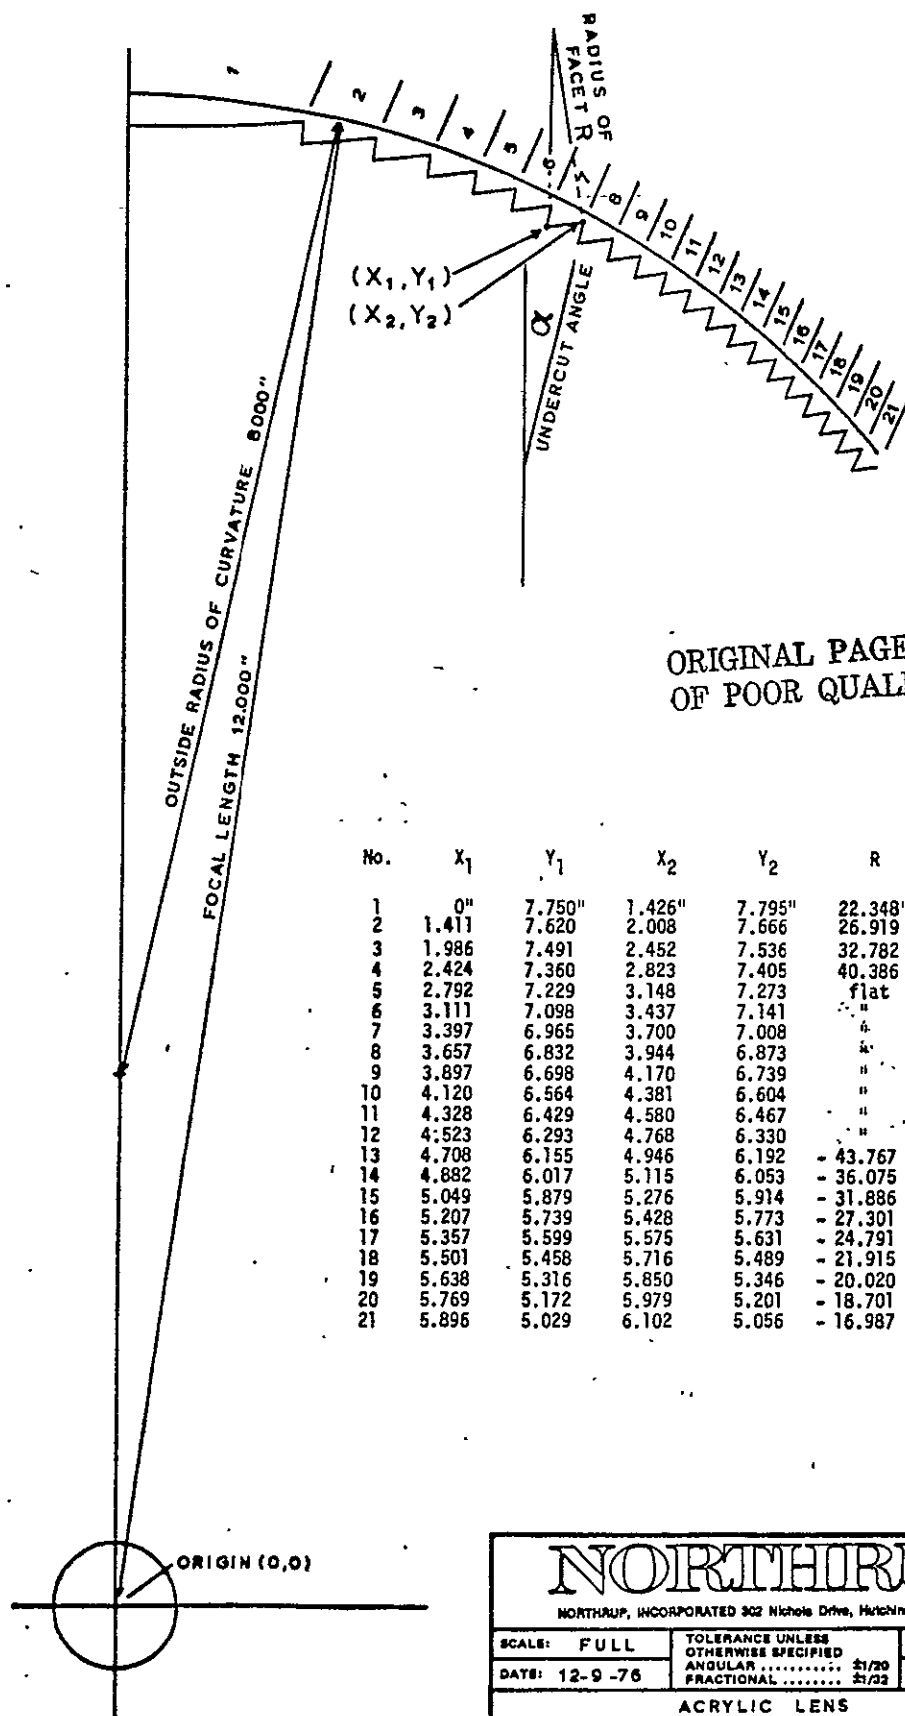 1 2 3 4 5 6 7 8 9 10 11 12 13 14 15 16 17 18 19 20 21
RADIUS OF
FACET R
(X1,Y1)
(X2,Y2)
α
UNDERCUT ANGLE
OUTSIDE RADIUS OF CURVATURE 8000"
FOCAL LENGTH 12.000"
ORIGINAL PAGE
OF POOR
No. X1 Y1 X2 Y2 R
1 0" 7.750" 1.426" 7.795" 22.348"
2 1.411 7.620 2.008 7.666 26.919
3 1.986 7.491 2.452 7.536 32.782
4 2.424 7.360 2.823 7.405 40.386
5 2.792 7.229 3.148 7.273 flat
6 3.111 7.098 3.437 7.141 "
7 3.397 6.965 3.700 7.008 "
8 3.657 6.832 3.944 6.873 "
9 3.897 6.698 4.170 6.739 "
10 4.120 6.564 4.381 6.604 "
11 4.328 6.429 4.580 6.467 "
12 4.523 6.293 4.768 6.330 "
13 4.708 6.155 4.946 6.192 - 43.767
14 4.882 6.017 5.115 6.053 - 36.075
15 5.049 5.879 5.276 5.914 - 31.886
16 5.207 5.739 5.428 5.773 - 27.301
17 5.357 5.599 5.575 5.631 - 24.791
18 5.501 5.458 5.716 5.489 - 21.915
19 5.638 5.316 5.850 5.346 - 20.020
20 5.769 5.172 5.979 5.201 - 18.701
21 5.896 5.029 6.102 5.056 - 16.987
ORIGIN (0,0)
NORTHR
NORTHRUP, INCORPORATED 302 Nichols Drive,
SCALE: FULL
DATE: 12-9-76
TOLERANCE UNLESS
OTHERWISE SPECIFIED
ANGULAR .......... ±1/20
FRACTIONAL ........ ±1/32
ACRYLIC LENS